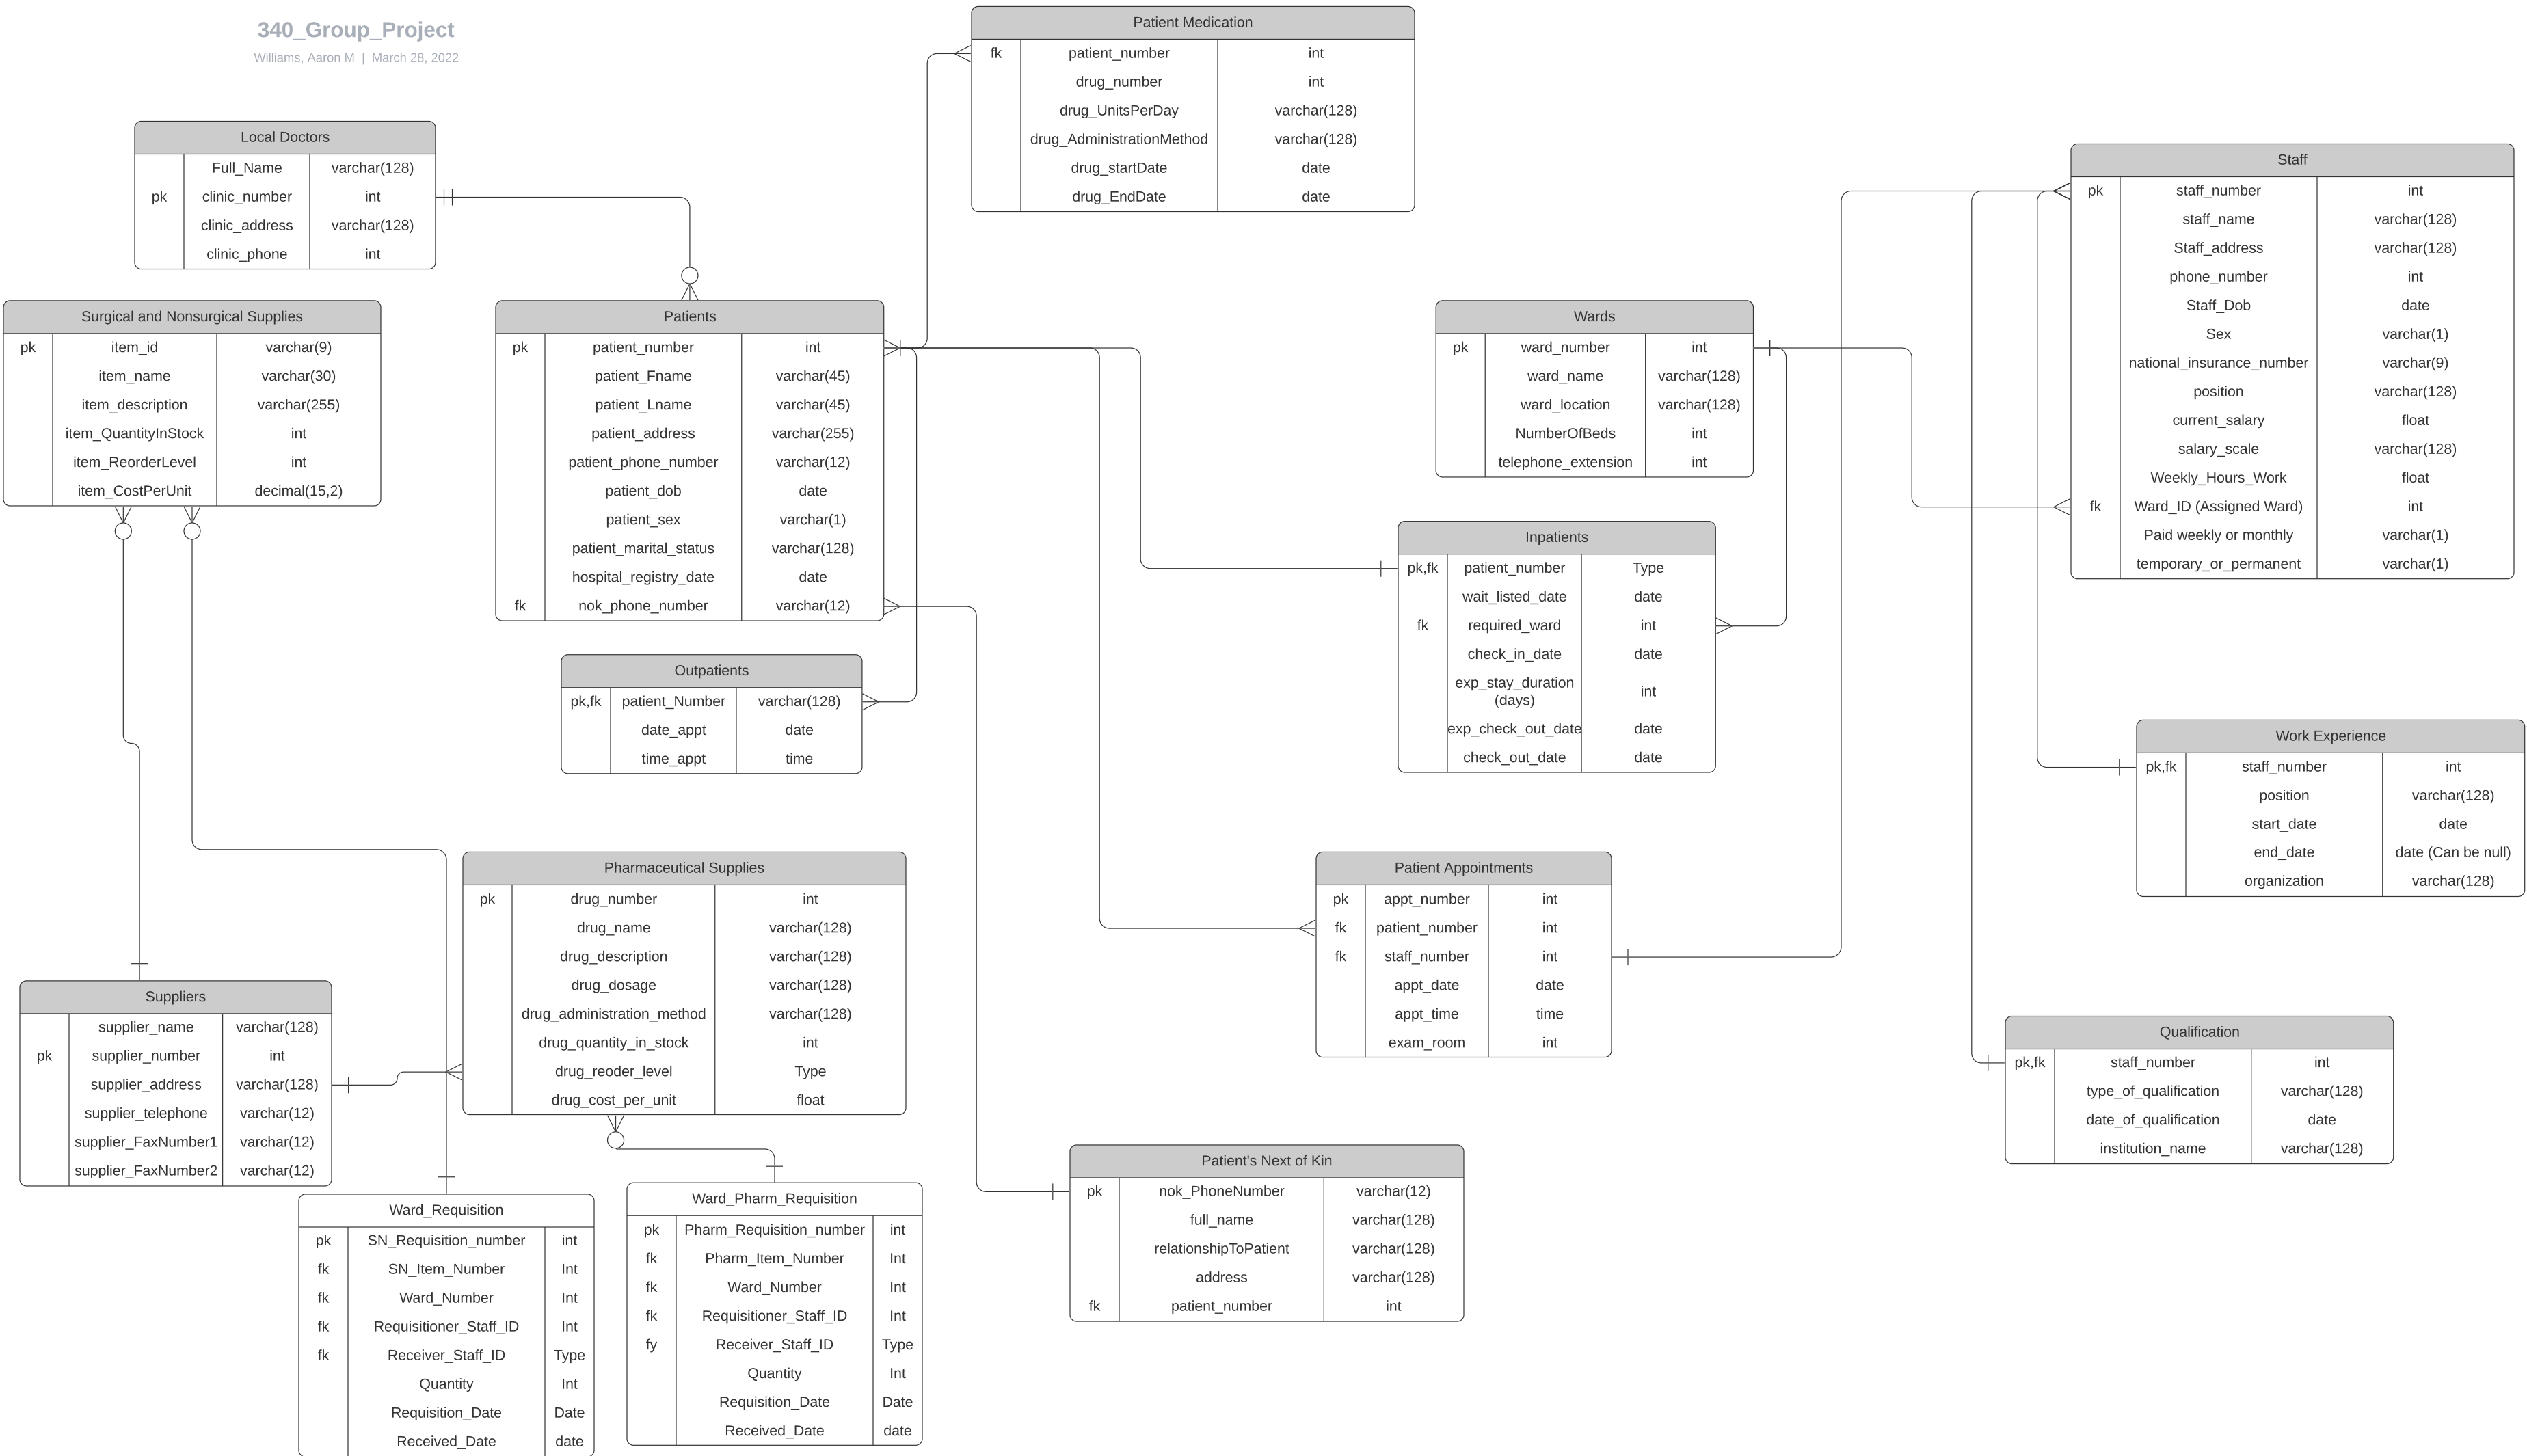 340_Group_Project
Williams, Aaron M | March 28, 2022
Patient Medication
fk patient_number int
drug_number int
drug_UnitsPerDay varchar(128)
drug_AdministrationMethod varchar(128)
drug_startDate date
drug_EndDate date
Local Doctors
Full_Name varchar(128)
pk clinic_number int
clinic_address varchar(128)
clinic_phone int
Staff
pk staff_number int
staff_name varchar(128)
Staff_address varchar(128)
phone_number int
Staff_Dob date
Sex varchar(1)
national_insurance_number varchar(9)
position varchar(128)
current_salary float
salary_scale varchar(128)
Weekly_Hours_Work float
fk Ward_ID (Assigned Ward) int
Paid weekly or monthly varchar(1)
temporary_or_permanent varchar(1)
Surgical and Nonsurgical Supplies
pk item_id varchar(9)
item_name varchar(30)
item_description varchar(255)
item_QuantityInStock int
item_ReorderLevel int
item_CostPerUnit decimal(15,2)
Patients
pk patient_number int
patient_Fname varchar(45)
patient_Lname varchar(45)
patient_address varchar(255)
patient_phone_number varchar(12)
patient_dob date
patient_sex varchar(1)
patient_marital_status varchar(128)
hospital_registry_date date
fk nok_phone_number varchar(12)
Wards
pk ward_number int
ward_name varchar(128)
ward_location varchar(128)
NumberOfBeds int
telephone_extension int
Inpatients
pk,fk patient_number Type
wait_listed_date date
fk required_ward int
check_in_date date
exp_stay_duration
(days) int
exp_check_out_date date
check_out_date date
Outpatients
pk,fk patient_Number varchar(128)
date_appt date
time_appt time
Work Experience
pk,fk staff_number int
position varchar(128)
start_date date
end_date date (Can be null)
organization varchar(128)
Pharmaceutical Supplies
pk drug_number int
drug_name varchar(128)
drug_description varchar(128)
drug_dosage varchar(128)
drug_administration_method varchar(128)
drug_quantity_in_stock int
drug_reoder_level Type
drug_cost_per_unit float
Patient Appointments
pk appt_number int
fk patient_number int
fk staff_number int
appt_date date
appt_time time
exam_room int
Suppliers
supplier_name varchar(128)
pk supplier_number int
supplier_address varchar(128)
supplier_telephone varchar(12)
supplier_FaxNumber1 varchar(12)
supplier_FaxNumber2 varchar(12)
Qualification
pk,fk staff_number int
type_of_qualification varchar(128)
date_of_qualification date
institution_name varchar(128)
Patient's Next of Kin
pk nok_PhoneNumber varchar(12)
full_name varchar(128)
relationshipToPatient varchar(128)
address varchar(128)
fk patient_number int
Ward_Requisition
pk SN_Requisition_number int
fk SN_Item_Number Int
fk Ward_Number Int
fk Requisitioner_Staff_ID Int
fk Receiver_Staff_ID Type
Quantity Int
Requisition_Date Date
Received_Date date
Ward_Pharm_Requisition
pk Pharm_Requisition_number int
fk Pharm_Item_Number Int
fk Ward_Number Int
fk Requisitioner_Staff_ID Int
fy Receiver_Staff_ID Type
Quantity Int
Requisition_Date Date
Received_Date date